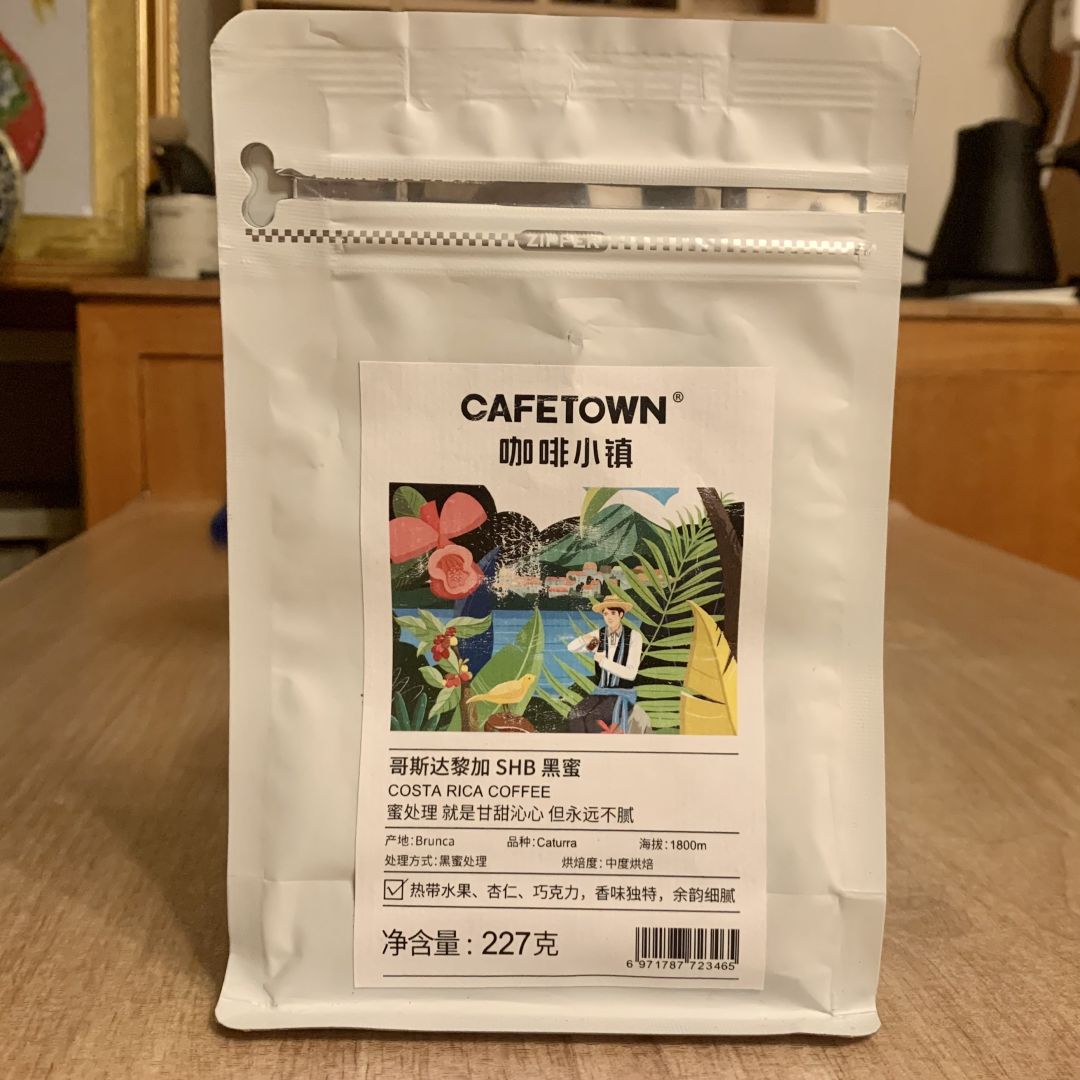 ZIPPER
CAFETOWN®
咖啡小镇
哥斯达黎加 SHB 黑蜜
COSTA RICA COFFEE
蜜处理 就是甘甜沁心 但永远不腻
产地:Brunca 品种:Caturra 海拔:1800m
处理方式:黑蜜处理 烘焙度:中度烘焙
热带水果、杏仁、巧克力，香味独特，余韵细腻
净含量:227克
6 971787 723465